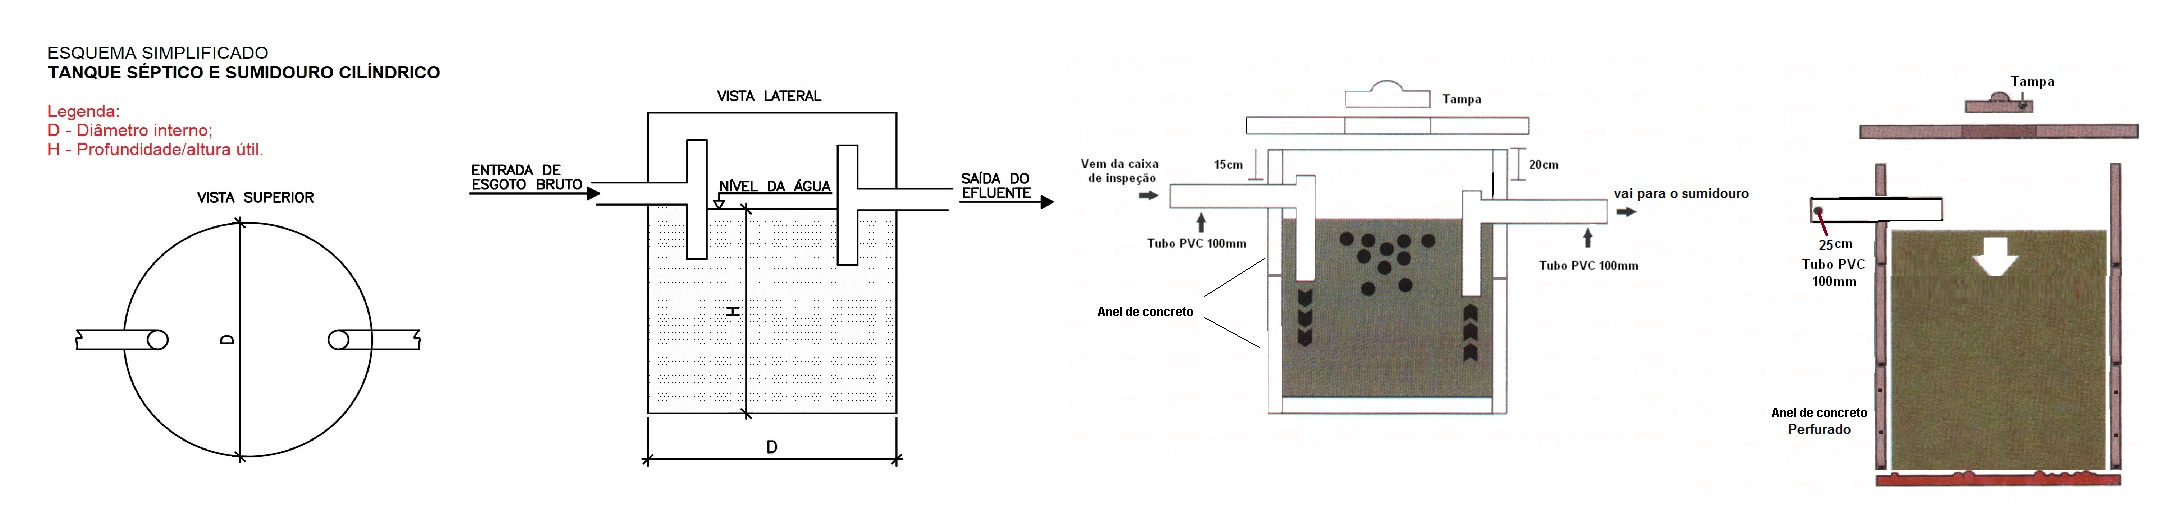 ESQUEMA SIMPLIFICADO
TANQUE SÉPTICO E SUMIDOURO CILÍNDRICO
Legenda:
D - Diâmetro interno;
H - Profundidade/altura útil.
VISTA SUPERIOR
D
VISTA LATERAL
ENTRADA DE
ESGOTO BRUTO
NÍVEL DA ÁGUA
SAÍDA DO
EFLUENTE
H
D
Tampa
Vem da caixa
de inspeção
15cm
20cm
vai para o sumidouro
Tubo PVC 100mm
Tubo PVC 100mm
Anel de concreto
Tampa
25cm
Tubo PVC
100mm
Anel de concreto
Perfurado